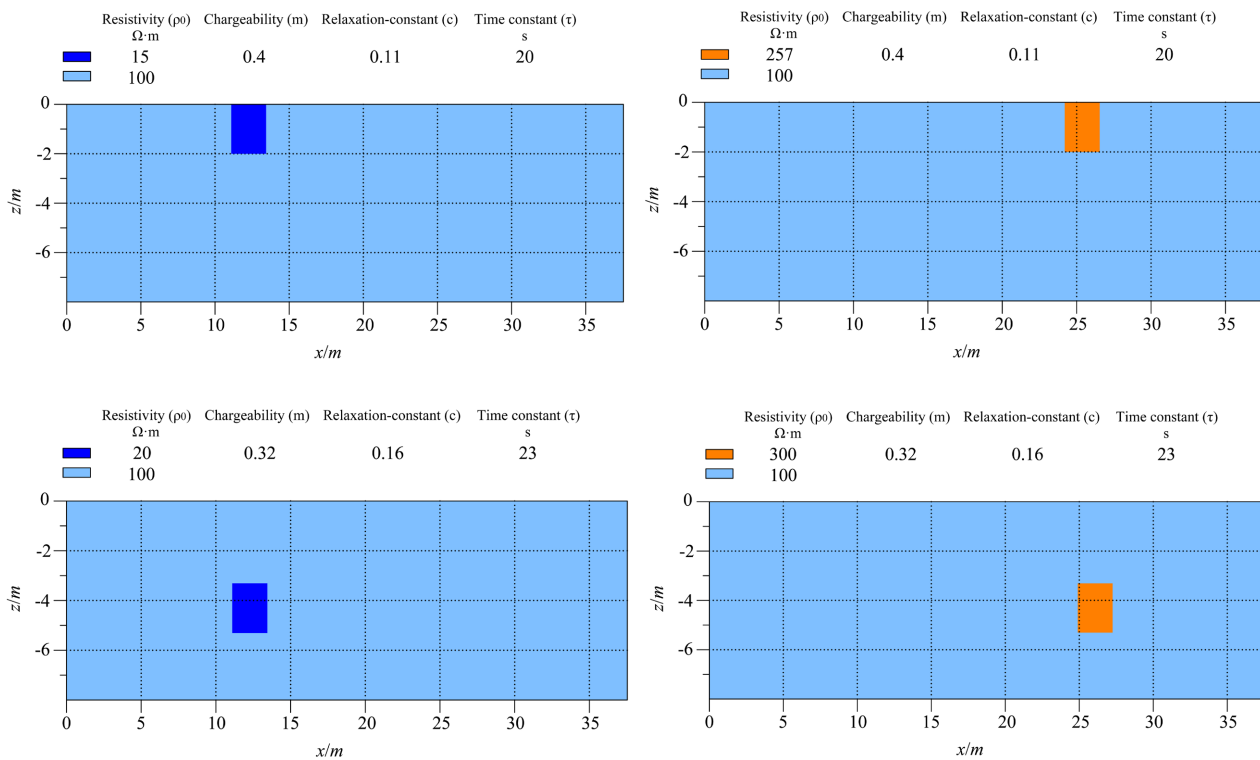 Resistivity (ρ0) Chargeability (m) Relaxation-constant (c) Time constant (τ)
Ω·m s
15 0.4 0.11 20
100
0
-2
-4
-6
z/m
0 5 10 15 20 25 30 35
x/m
Resistivity (ρ0) Chargeability (m) Relaxation-constant (c) Time constant (τ)
Ω·m s
257 0.4 0.11 20
100
0
-2
-4
-6
z/m
0 5 10 15 20 25 30 35
x/m
Resistivity (ρ0) Chargeability (m) Relaxation-constant (c) Time constant (τ)
Ω·m s
20 0.32 0.16 23
100
0
-2
-4
-6
z/m
0 5 10 15 20 25 30 35
x/m
Resistivity (ρ0) Chargeability (m) Relaxation-constant (c) Time constant (τ)
Ω·m s
300 0.32 0.16 23
100
0
-2
-4
-6
z/m
0 5 10 15 20 25 30 35
x/m